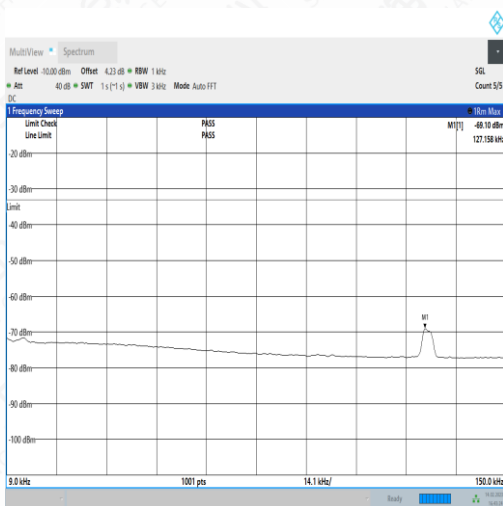 MultiView Spectrum
Ref Level -10.00 dBm Offset 4.23 dB RBW 1 kHz SGL
Att 40 dB SWT 1 s (~1 s) VBW 3 kHz Mode Auto FFT Count 5/5
DC
1 Frequency Sweep 1Rm Max
Limit Check PASS M1[1] -69.10 dBm
Line Limit PASS 127.158 kHz
-20 dBm
-30 dBm
Limit
-40 dBm
-50 dBm
-60 dBm
M1
-70 dBm
-80 dBm
-90 dBm
-100 dBm
9.0 kHz 1001 pts 14.1 kHz/ 150.0 kHz
Ready